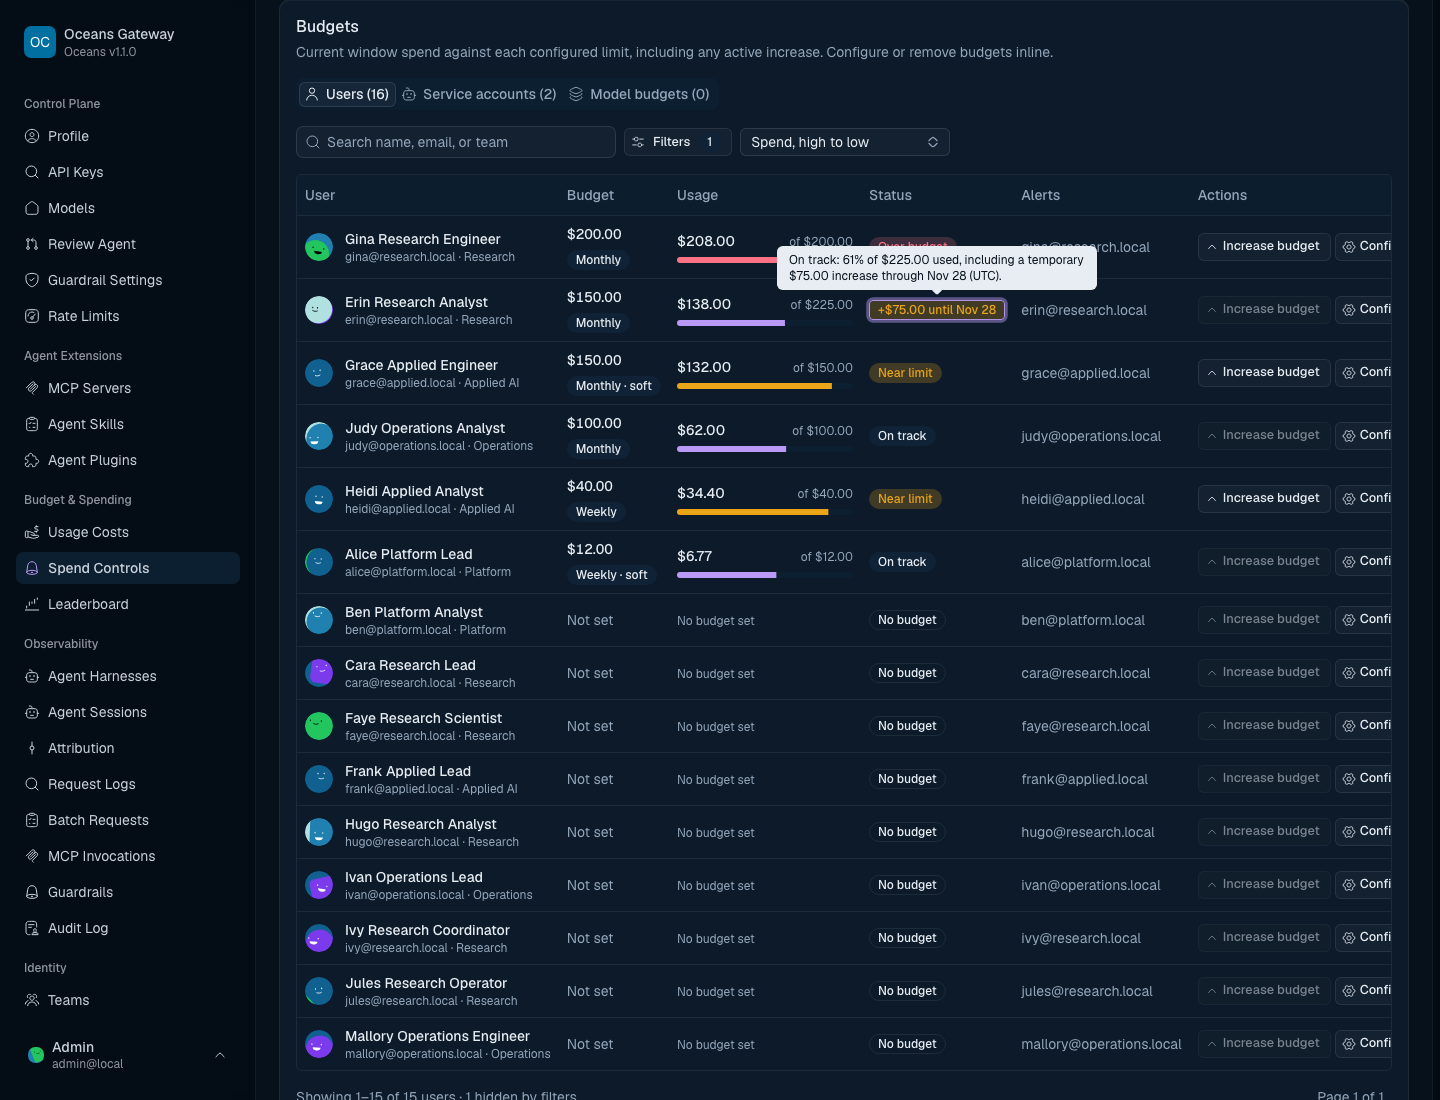 OC
Oceans Gateway
Oceans v1.1.0
Control Plane
Profile
API Keys
Models
Review Agent
Guardrail Settings
Rate Limits
Agent Extensions
MCP Servers
Agent Skills
Agent Plugins
Budget & Spending
Usage Costs
Spend Controls
Leaderboard
Observability
Agent Harnesses
Agent Sessions
Attribution
Request Logs
Batch Requests
MCP Invocations
Guardrails
Audit Log
Identity
Teams
Admin
admin@local
Budgets
Current window spend against each configured limit, including any active increase. Configure or remove budgets inline.
Users (16) Service accounts (2) Model budgets (0)
Search name, email, or team Filters 1 Spend, high to low
User Budget Usage Status Alerts Actions
Gina Research Engineer $200.00 $208.00 of $200.00 Over budget gina@research.local Increase budget Confi
gina@research.local · Research Monthly
On track: 61% of $225.00 used, including a temporary
$75.00 increase through Nov 28 (UTC).
Erin Research Analyst $150.00 $138.00 of $225.00 +$75.00 until Nov 28 erin@research.local Increase budget Confi
erin@research.local · Research Monthly
Grace Applied Engineer $150.00 $132.00 of $150.00 Near limit grace@applied.local Increase budget Confi
grace@applied.local · Applied AI Monthly · soft
Judy Operations Analyst $100.00 $62.00 of $100.00 On track judy@operations.local Increase budget Confi
judy@operations.local · Operations Monthly
Heidi Applied Analyst $40.00 $34.40 of $40.00 Near limit heidi@applied.local Increase budget Confi
heidi@applied.local · Applied AI Weekly
Alice Platform Lead $12.00 $6.77 of $12.00 On track alice@platform.local Increase budget Confi
alice@platform.local · Platform Weekly · soft
Ben Platform Analyst Not set No budget set No budget ben@platform.local Increase budget Confi
ben@platform.local · Platform
Cara Research Lead Not set No budget set No budget cara@research.local Increase budget Confi
cara@research.local · Research
Faye Research Scientist Not set No budget set No budget faye@research.local Increase budget Confi
faye@research.local · Research
Frank Applied Lead Not set No budget set No budget frank@applied.local Increase budget Confi
frank@applied.local · Applied AI
Hugo Research Analyst Not set No budget set No budget hugo@research.local Increase budget Confi
hugo@research.local · Research
Ivan Operations Lead Not set No budget set No budget ivan@operations.local Increase budget Confi
ivan@operations.local · Operations
Ivy Research Coordinator Not set No budget set No budget ivy@research.local Increase budget Confi
ivy@research.local · Research
Jules Research Operator Not set No budget set No budget jules@research.local Increase budget Confi
jules@research.local · Research
Mallory Operations Engineer Not set No budget set No budget mallory@operations.local Increase budget Confi
mallory@operations.local · Operations
Showing 1–15 of 15 users · 1 hidden by filters Page 1 of 1